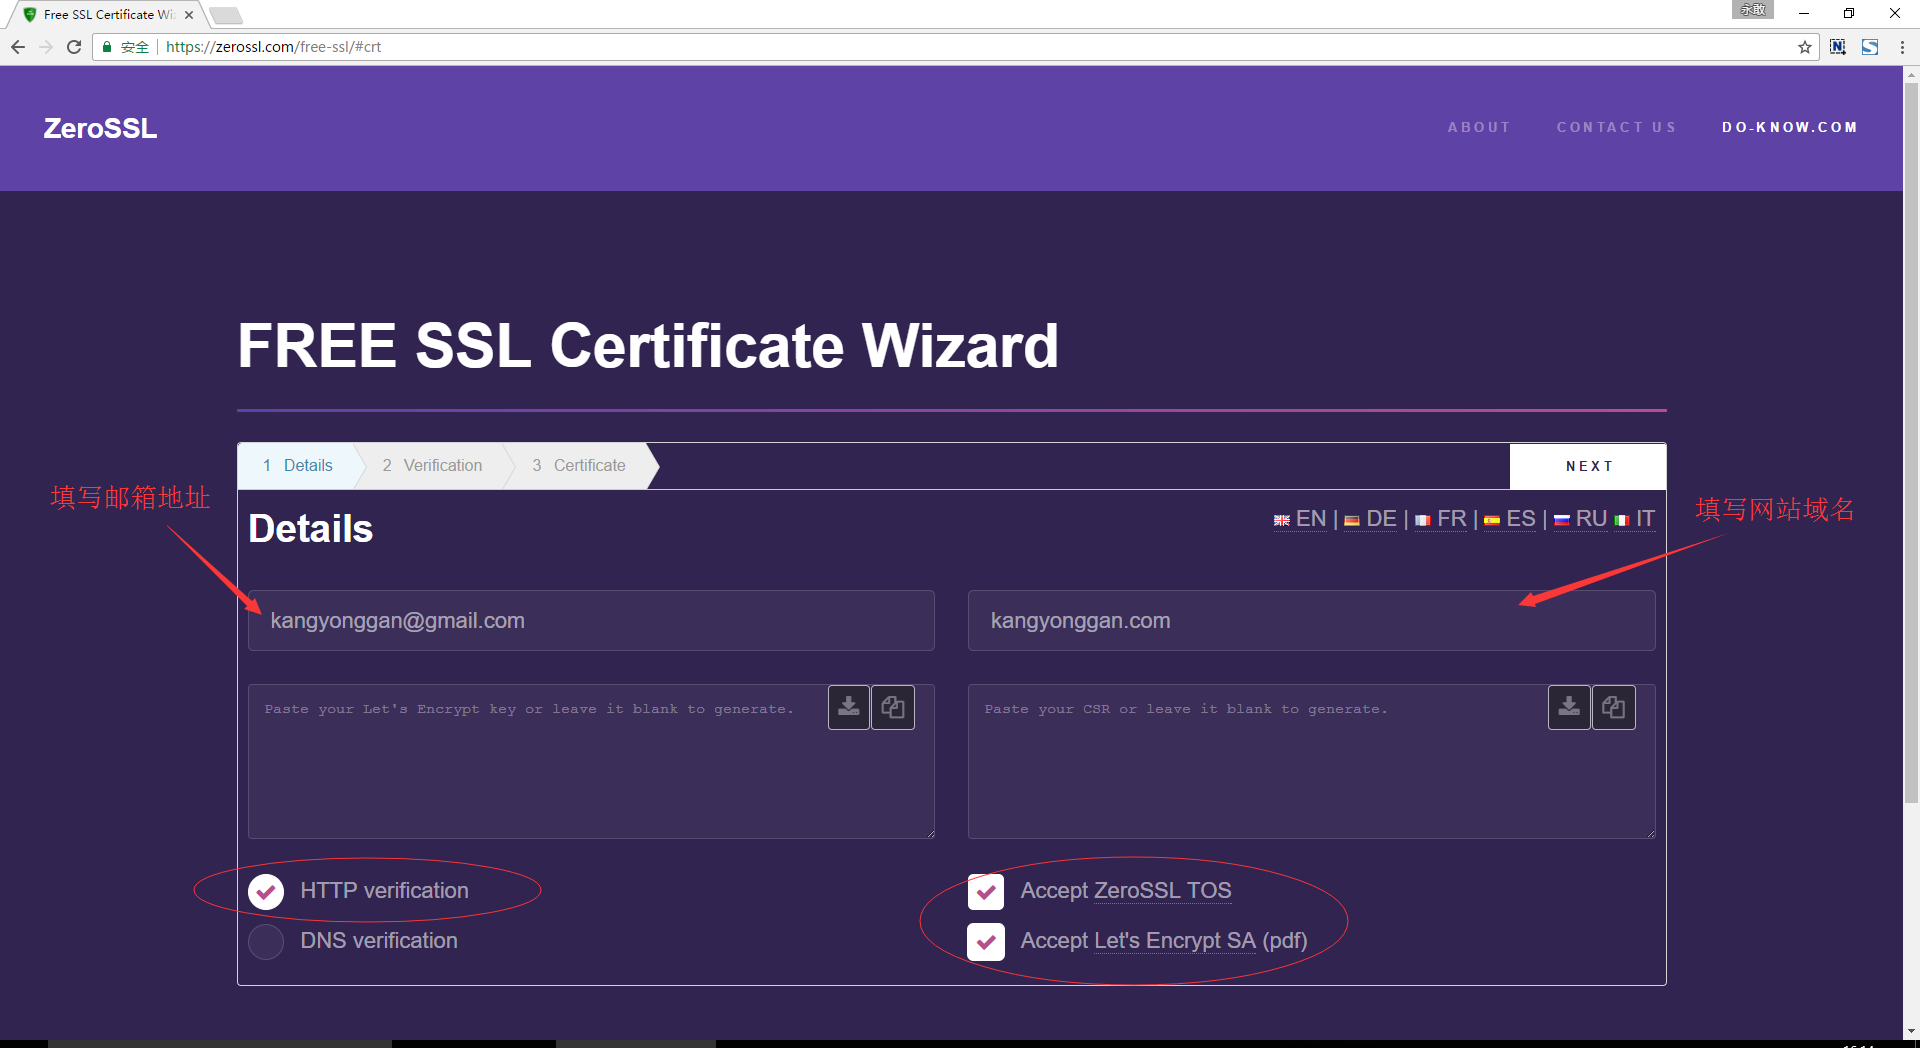 Free SSL Certificate Wi
永敢
安全 https://zerossl.com/free-ssl/#crt
ZeroSSL
ABOUT CONTACT US DO-KNOW.COM
FREE SSL Certificate Wizard
1 Details 2 Verification 3 Certificate NEXT
填写邮箱地址
填写网站域名
Details
EN | DE | FR | ES | RU IT
kangyonggan@gmail.com
kangyonggan.com
Paste your Let's Encrypt key or leave it blank to generate.
Paste your CSR or leave it blank to generate.
HTTP verification
Accept ZeroSSL TOS
DNS verification
Accept Let's Encrypt SA (pdf)